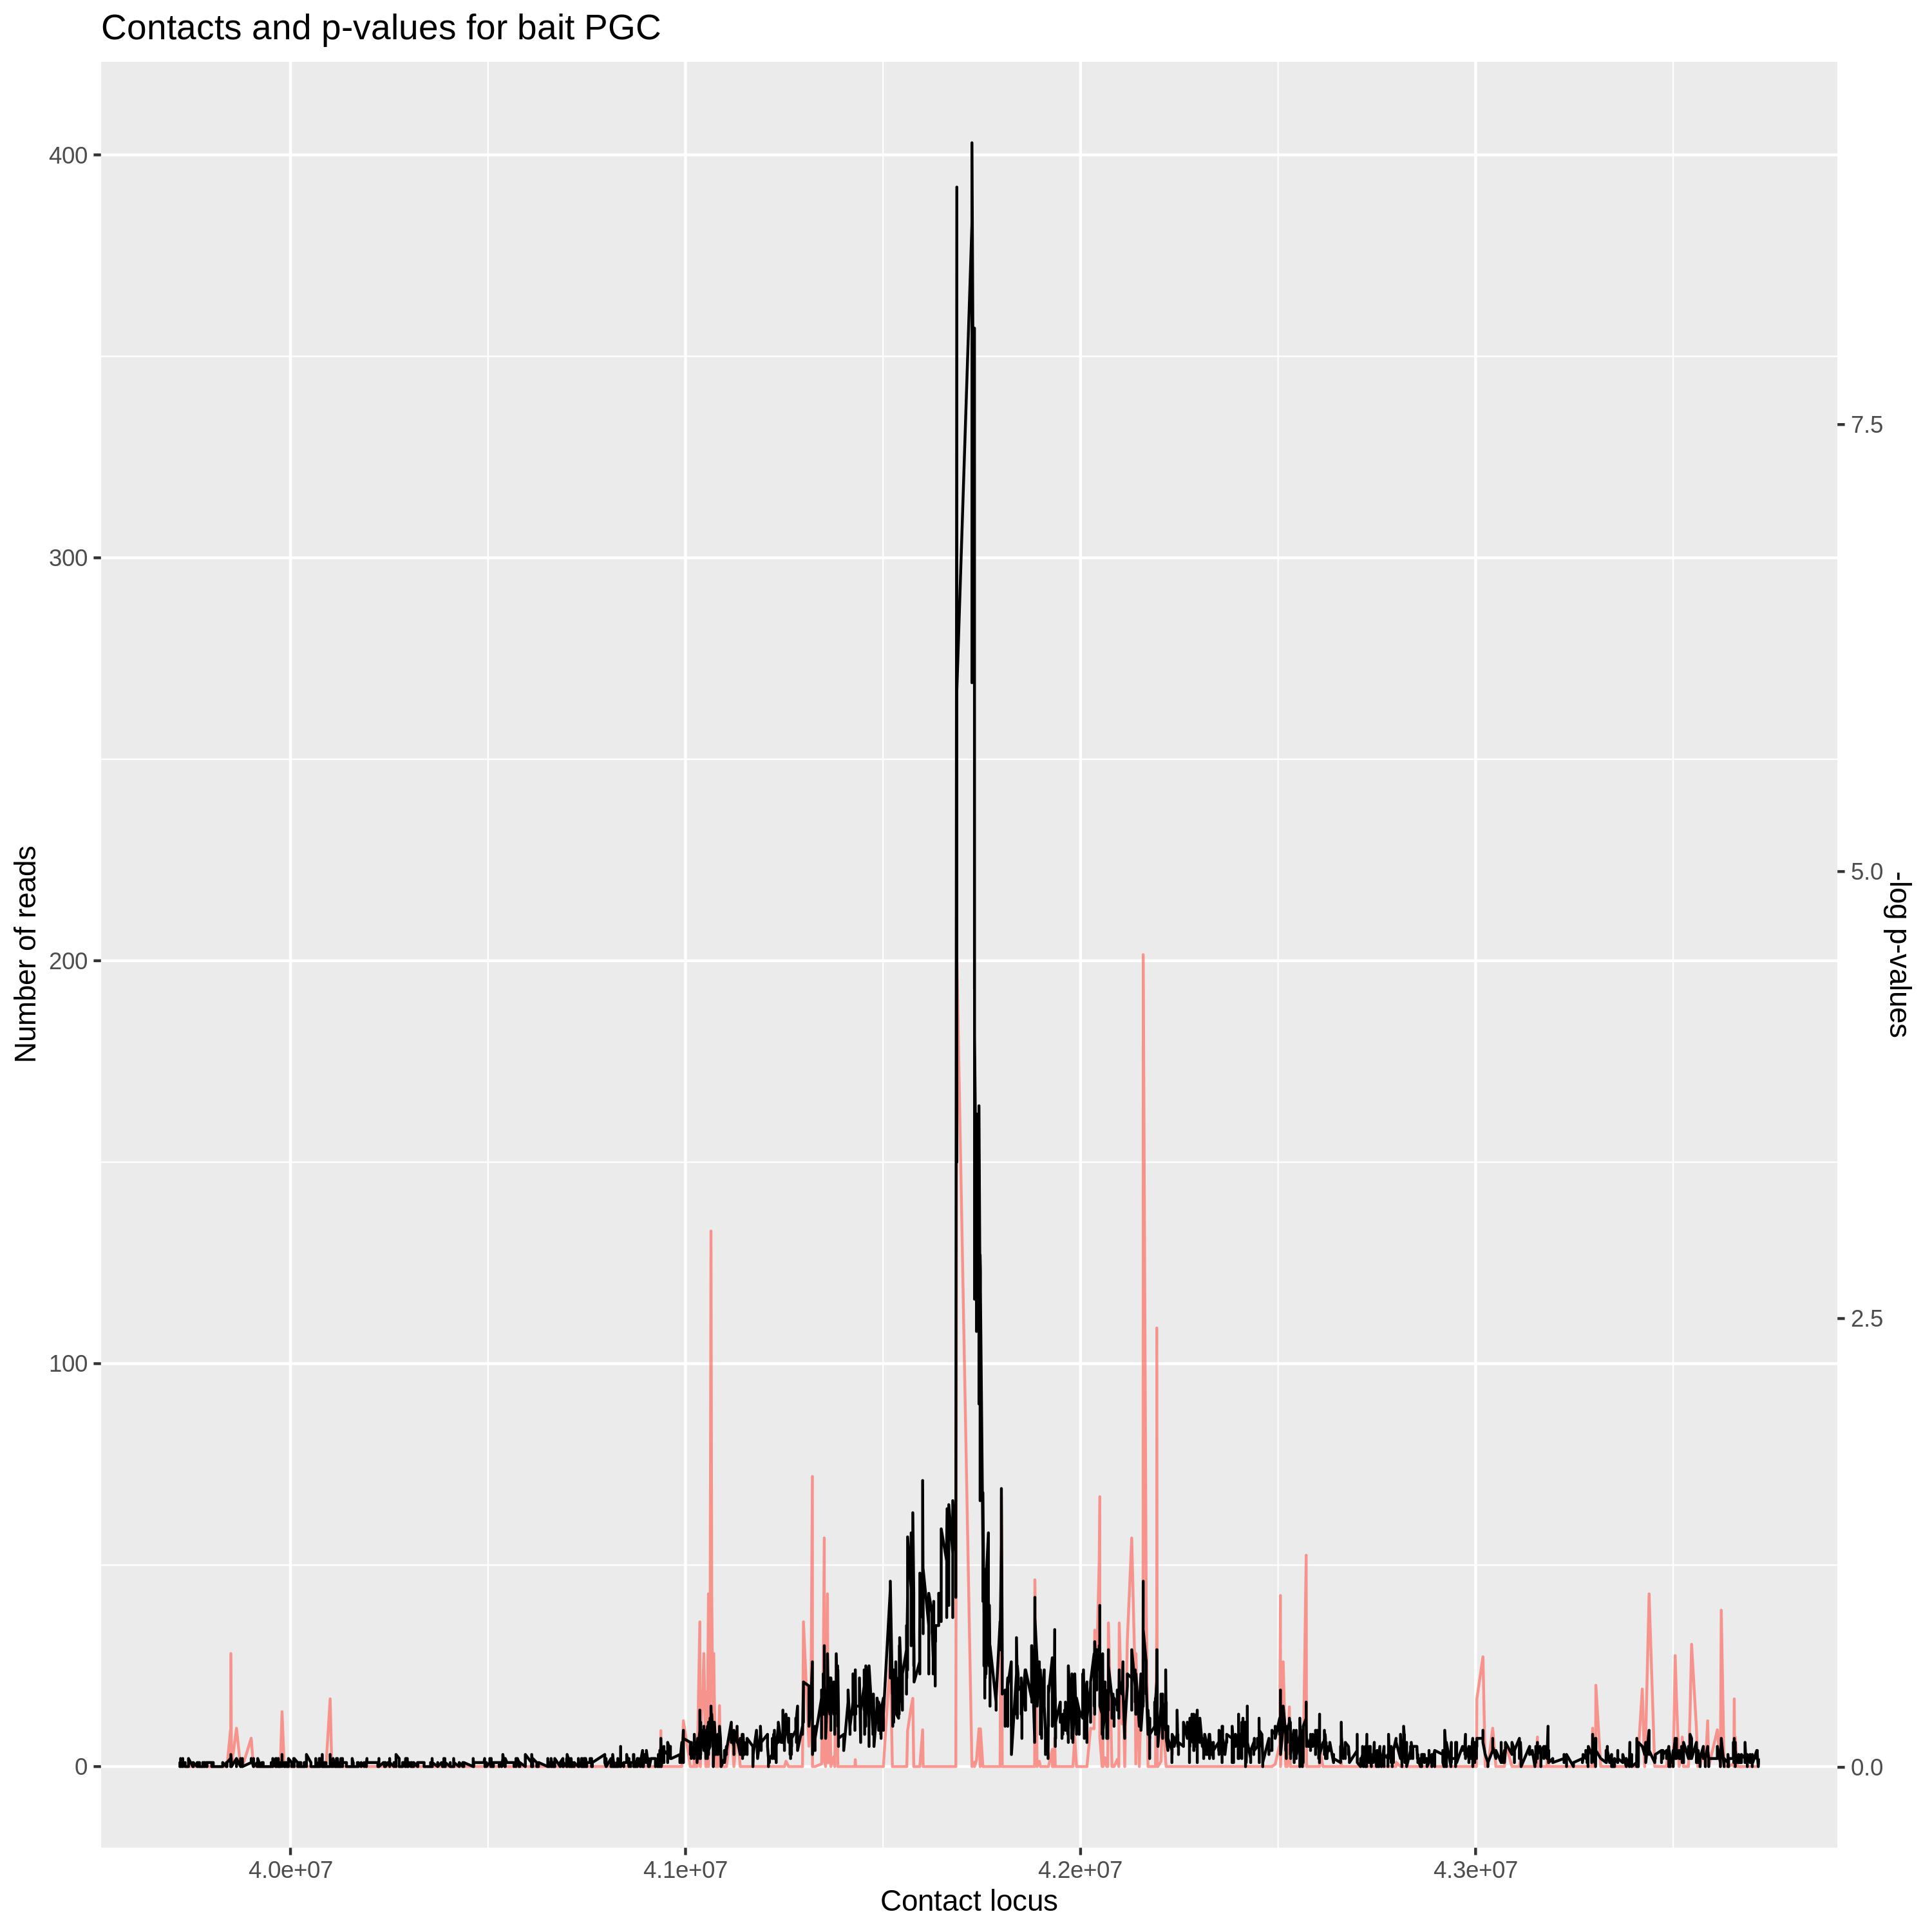 Contacts and p-values for bait PGC
400
300
200
100
0
Number of reads
7.5
5.0
2.5
0.0
-log p-values
4.0e+07
4.1e+07
4.2e+07
4.3e+07
Contact locus